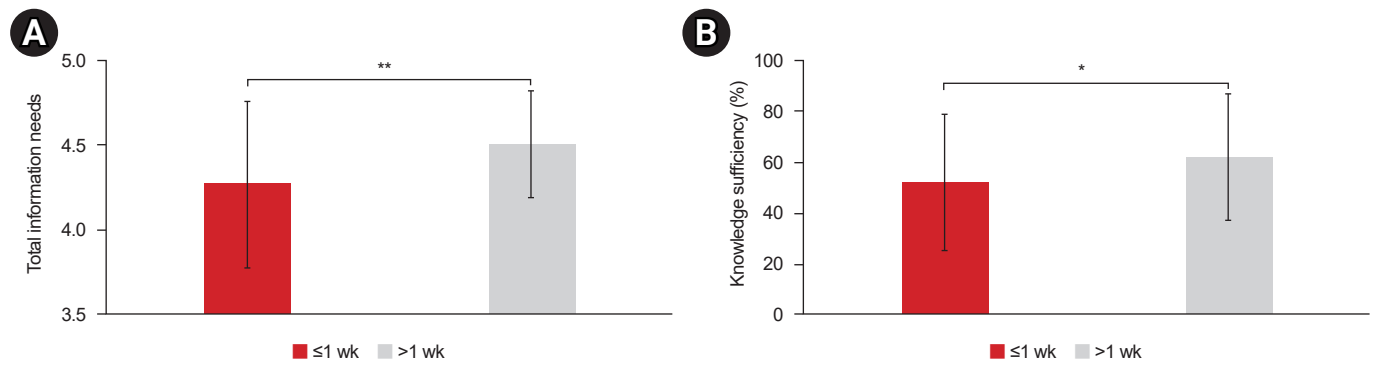 A
Total information needs
5.0
4.5
4.0
3.5
**
≤1 wk >1 wk
B
Knowledge sufficiency (%)
100
80
60
40
20
0
*
≤1 wk >1 wk